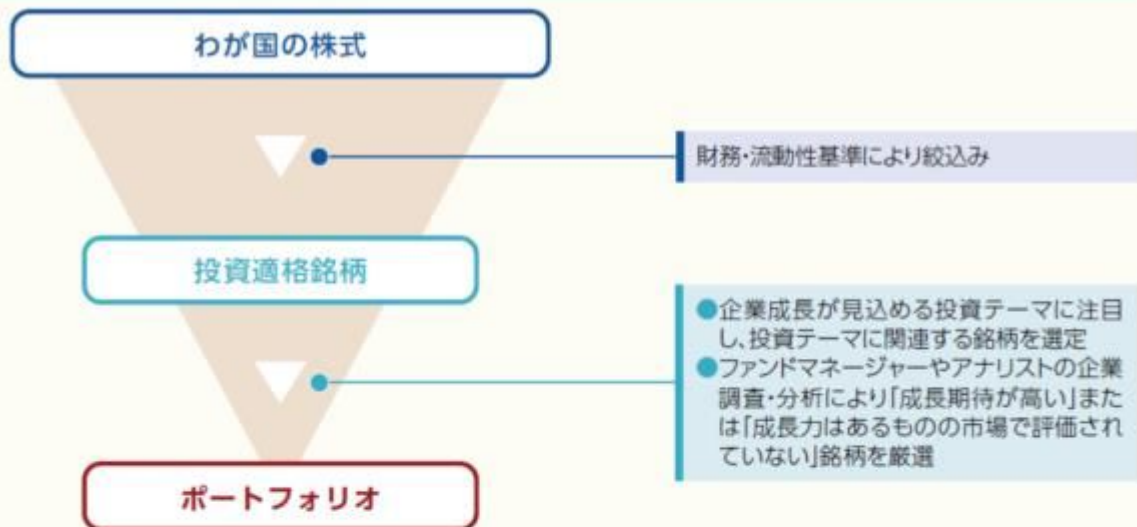 わが国の株式
財務・流動性基準により絞込み
投資適格銘柄
●企業成長が見込める投資テーマに注目
し、投資テーマに関連する銘柄を選定
●ファンドマネージャーやアナリストの企業
調査・分析により「成長期待が高い」また
は「成長力はあるものの市場で評価され
ていない」銘柄を厳選
ポートフォリオ